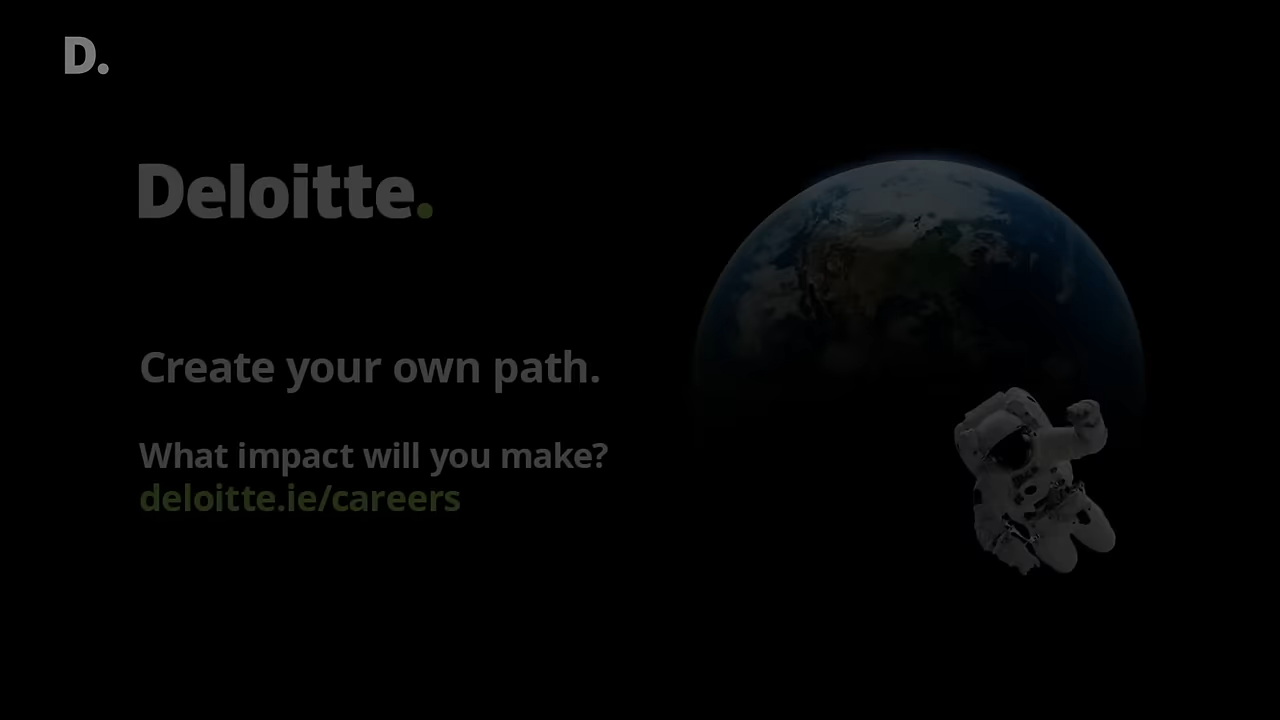 D.
Deloitte.
Create your own path.
What impact will you make?
deloitte.ie/careers